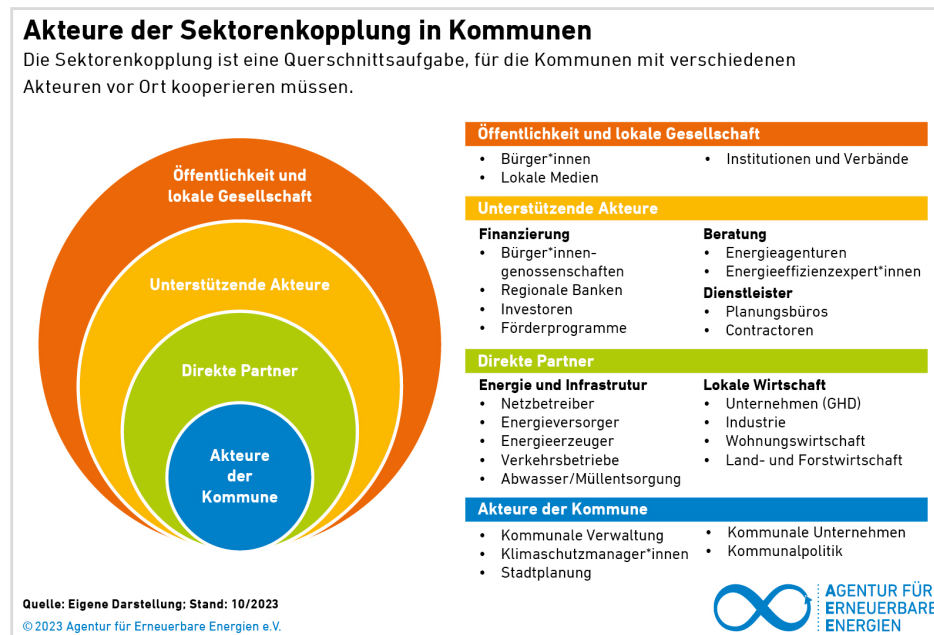 Akteure der Sektorenkopplung in Kommunen
Die Sektorenkopplung ist eine Querschnittsaufgabe, für die Kommunen mit verschiedenen
Akteuren vor Ort kooperieren müssen.
Öffentlichkeit und
lokale Gesellschaft
Unterstützende Akteure
Direkte Partner
Akteure
der
Kommune
Öffentlichkeit und lokale Gesellschaft
• Bürger*innen
• Lokale Medien
• Institutionen und Verbände
Unterstützende Akteure
Finanzierung
• Bürger*innen-
genossenschaften
• Regionale Banken
• Investoren
• Förderprogramme
Beratung
• Energieagenturen
• Energieeffizienzexpert*innen
Dienstleister
• Planungsbüros
• Contractoren
Direkte Partner
Energie und Infrastrutur
• Netzbetreiber
• Energieversorger
• Energieerzeuger
• Verkehrsbetriebe
• Abwasser/Müllentsorgung
Lokale Wirtschaft
• Unternehmen (GHD)
• Industrie
• Wohnungswirtschaft
• Land- und Forstwirtschaft
Akteure der Kommune
• Kommunale Verwaltung
• Klimaschutzmanager*innen
• Stadtplanung
• Kommunale Unternehmen
• Kommunalpolitik
Quelle: Eigene Darstellung; Stand: 10/2023
© 2023 Agentur für Erneuerbare Energien e.V.
AGENTUR FÜR
ERNEUERBARE
ENERGIEN